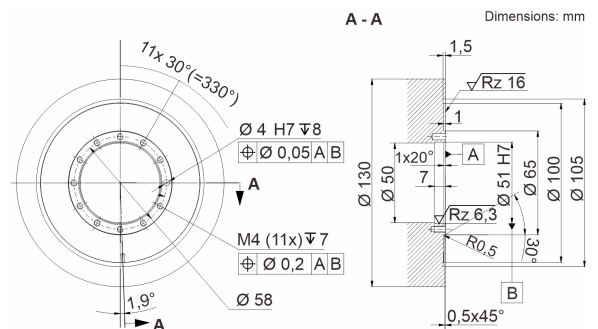 A - A
Dimensions: mm
11x 30°(=330°)
Ø 4 H7 ↧8
⌖ Ø 0,05 A B
A
M4 (11x) ↧ 7
⌖ Ø 0,2 A B
Ø 58
1,9°
A
1,5
Rz 16
1
1x20°
A
7
Ø 130
Ø 50
Ø 51 H7
Ø 65
Ø 100
Ø 105
Rz 6,3
R0,5
30°
B
0,5x45°